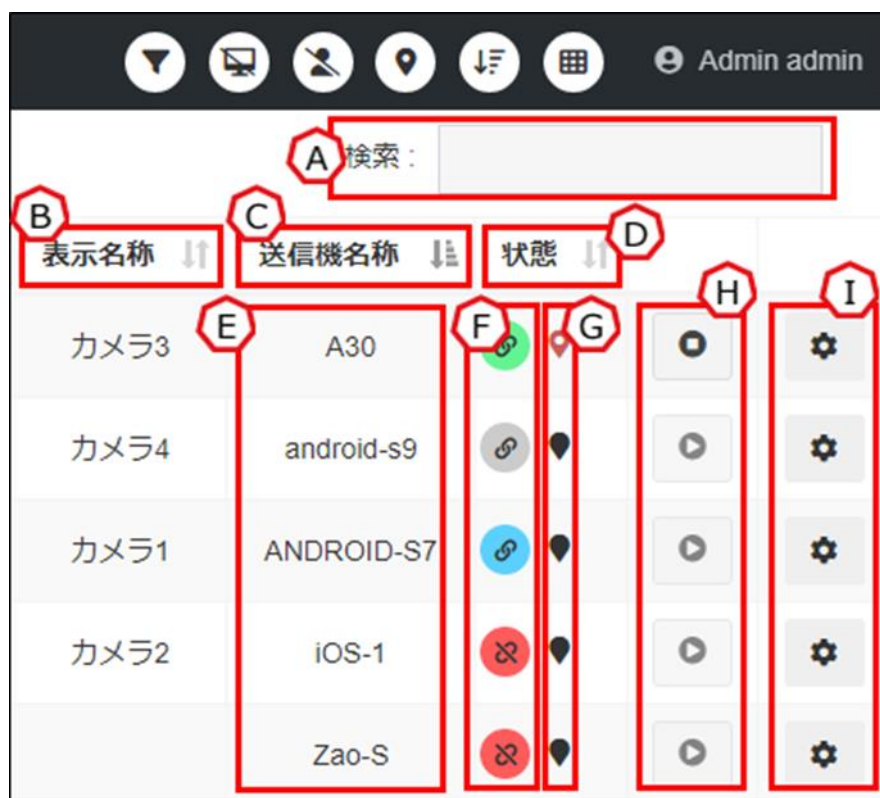 Admin admin
A 検索 :
B C D
表示名称 送信機名称 状態
H I
E F G
カメラ3 A30
カメラ4 android-s9
カメラ1 ANDROID-S7
カメラ2 iOS-1
Zao-S